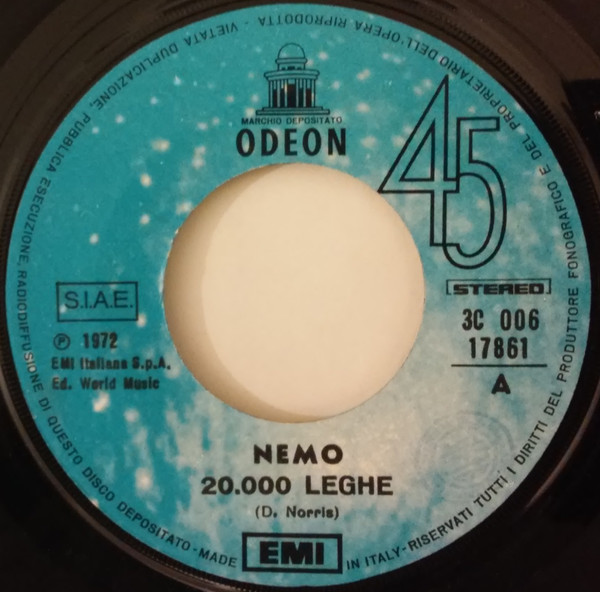 MARCHIO DEPOSITATO
ODEON
45
STEREO
3C 006
17861
A
S.I.A.E.
Ⓟ 1972
EMI Italiana S.p.A.
Ed. World Music
NEMO
20.000 LEGHE
(D. Norris)
EMI
MADE IN ITALY - RISERVATI TUTTI I DIRITTI DEL PRODUTTORE FONOGRAFICO E DEL PROPRIETARIO DELL'OPERA RIPRODOTTA - VIETATA DUPLICAZIONE, PUBBLICA ESECUZIONE, RADIODIFFUSIONE DI QUESTO DISCO DEPOSITATO -